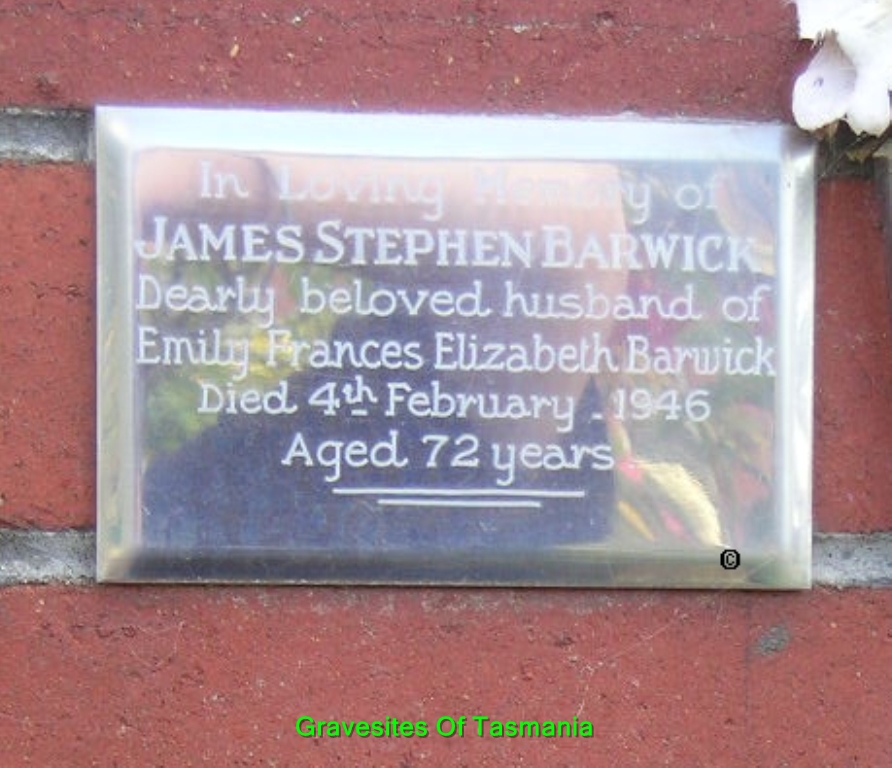 In Loving Memory of
JAMES STEPHEN BARWICK
Dearly beloved husband of
Emily Frances Elizabeth Barwick
Died 4th February . 1946
Aged 72 years
©
Gravesites Of Tasmania